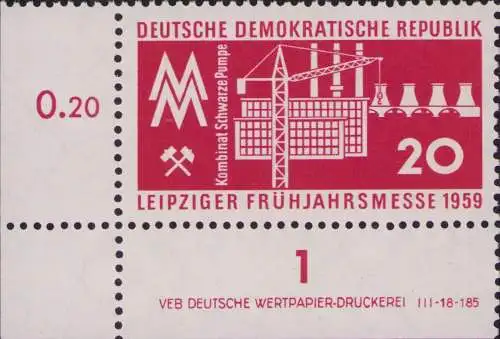 DEUTSCHE DEMOKRATISCHE REPUBLIK
MM
Kombinat Schwarze Pumpe
0.20
20
LEIPZIGER FRÜHJAHRSMESSE 1959
1
VEB DEUTSCHE WERTPAPIER-DRUCKEREI III-18-185